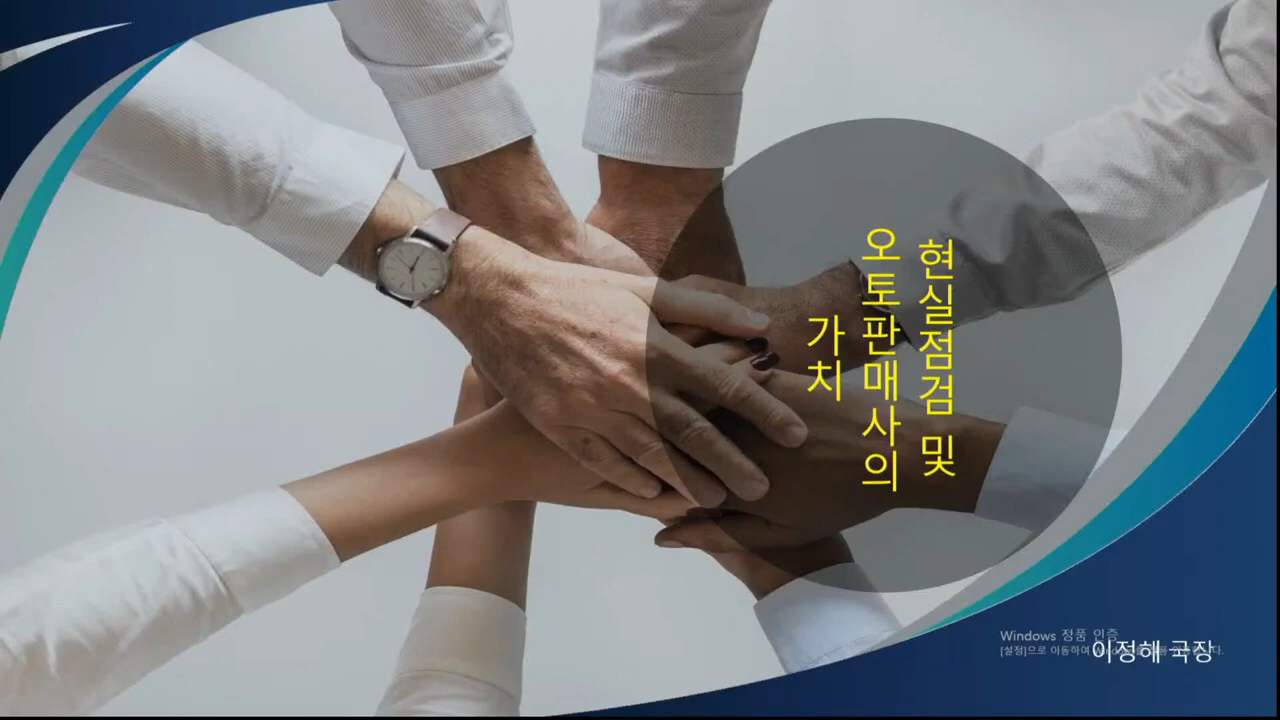 현실점검 및
오토판매사의
가치
Windows 정품 인증
[설정]으로 이동하여
이정해 국장